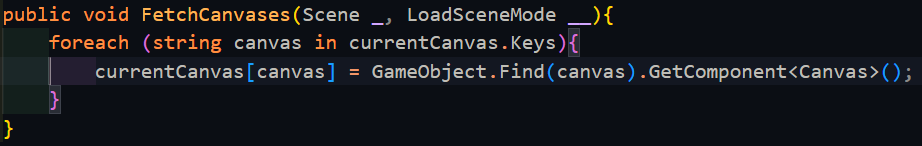 public void FetchCanvases(Scene _, LoadSceneMode __){
    foreach (string canvas in currentCanvas.Keys){
        currentCanvas[canvas] = GameObject.Find(canvas).GetComponent<Canvas>();
    }
}